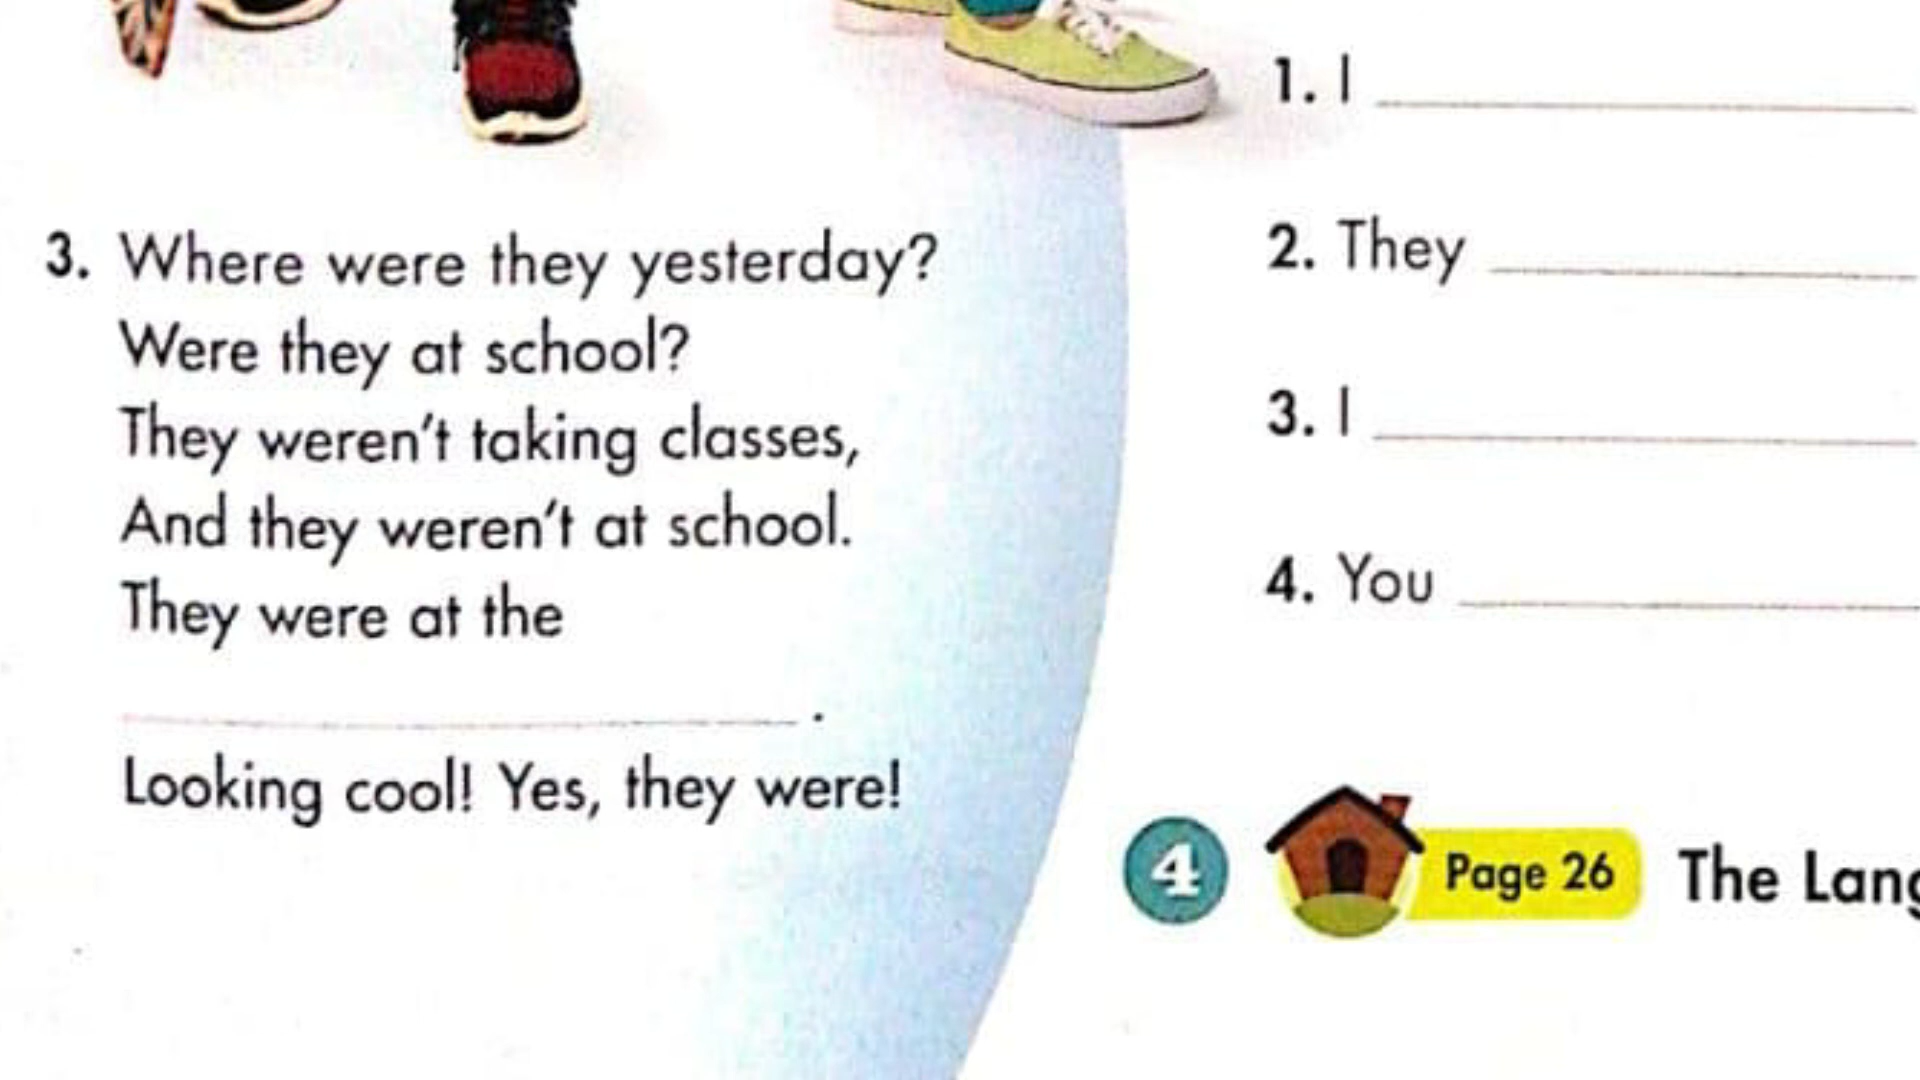 3. Where were they yesterday?
Were they at school?
They weren't taking classes,
And they weren't at school.
They were at the
.
Looking cool! Yes, they were!
1. I
2. They
3. I
4. You
4 Page 26 The